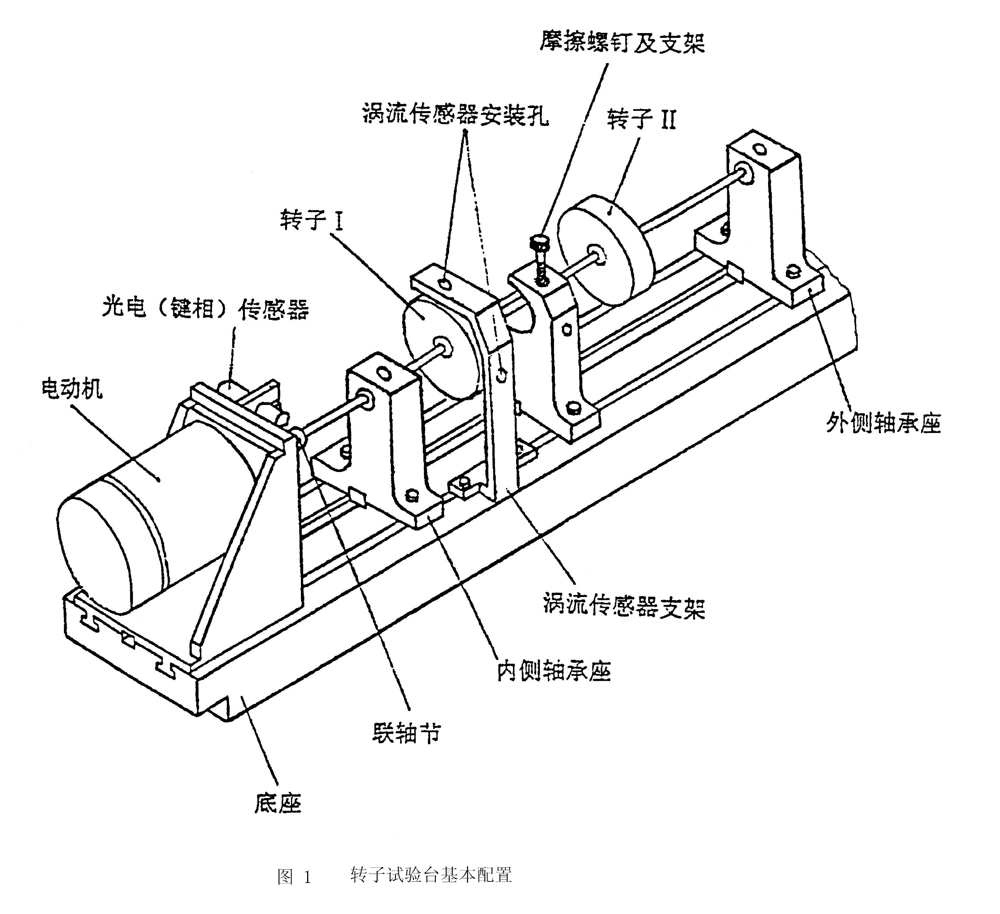 摩擦螺钉及支架
涡流传感器安装孔
转子 II
转子 I
光电（键相）传感器
电动机
外侧轴承座
涡流传感器支架
内侧轴承座
联轴节
底座
图 1 转子试验台基本配置